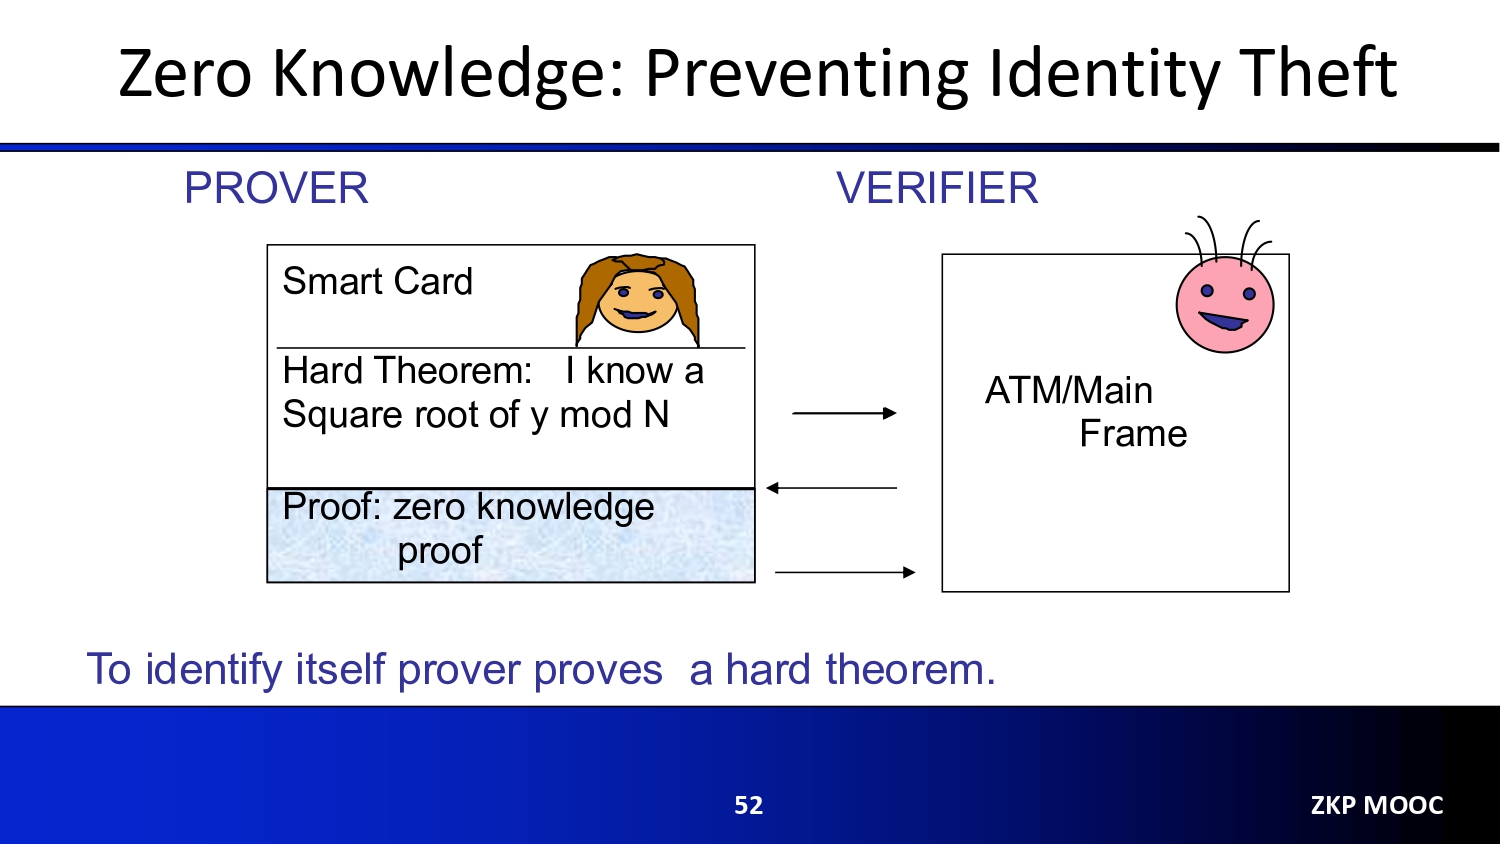 Zero Knowledge: Preventing Identity Theft
PROVER
VERIFIER
Smart Card
Hard Theorem: I know a
Square root of y mod N
Proof: zero knowledge
proof
ATM/Main
Frame
To identify itself prover proves a hard theorem.
52
ZKP MOOC